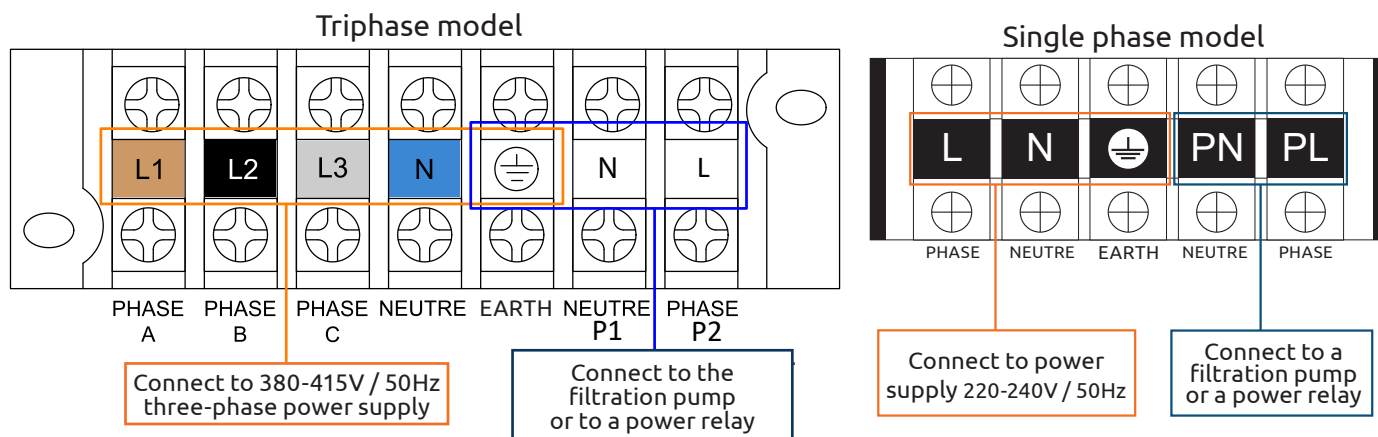 Triphase model
L1 L2 L3 N N L
PHASE A
PHASE B
PHASE C
NEUTRE
EARTH
NEUTRE P1
PHASE P2
Connect to 380-415V / 50Hz
three-phase power supply
Connect to the
filtration pump
or to a power relay
Single phase model
L N PN PL
PHASE NEUTRE EARTH NEUTRE PHASE
Connect to power
supply 220-240V / 50Hz
Connect to a
filtration pump
or a power relay